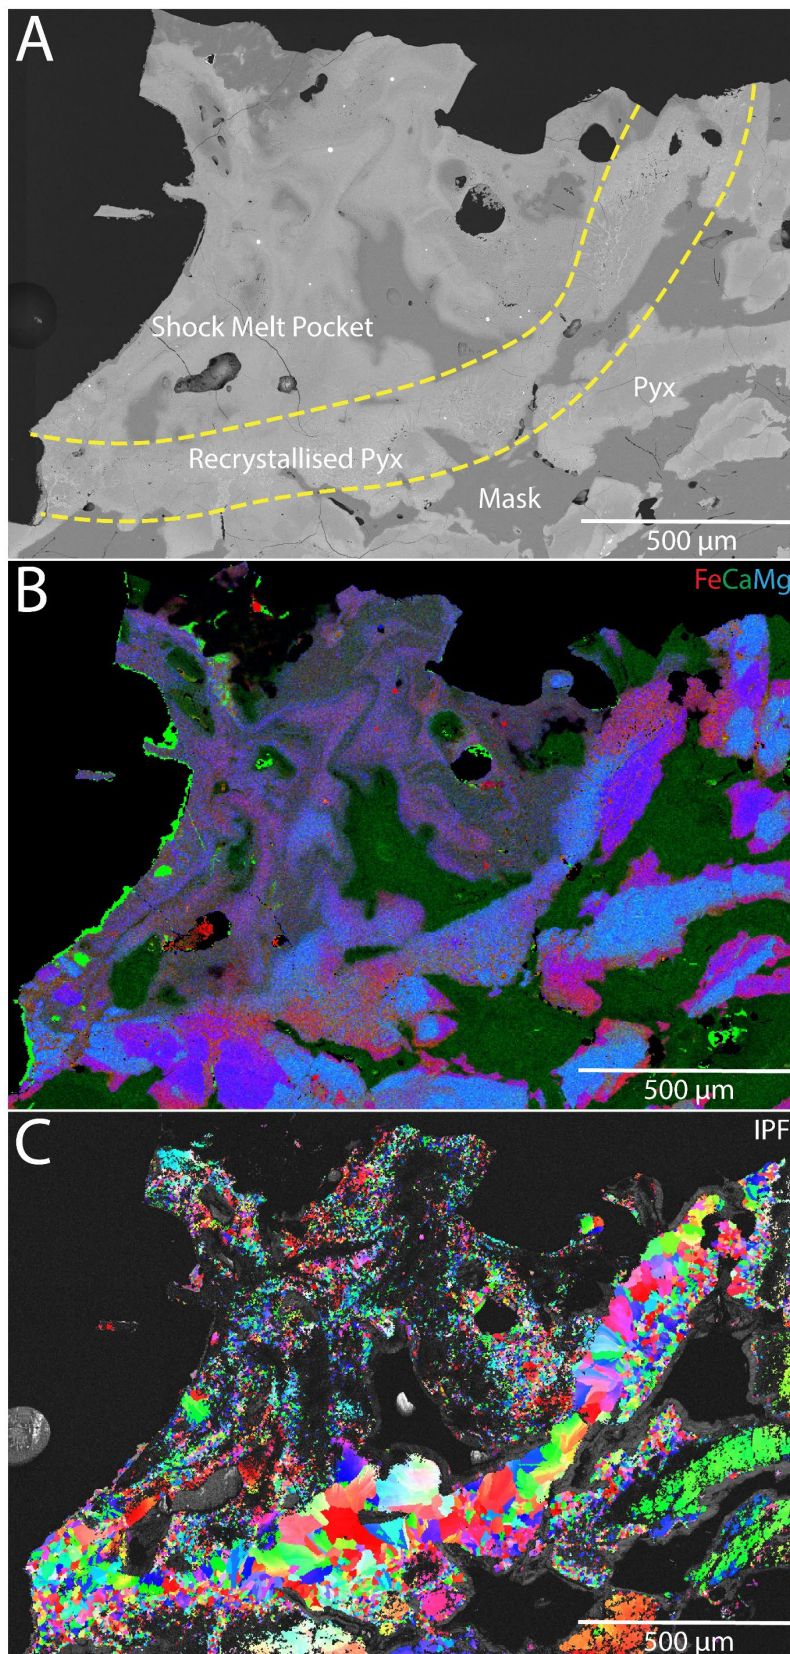 A
Shock Melt Pocket
Pyx
Recrystallised Pyx
Mask
500 µm
B
FeCaMg
500 µm
C
IPF
500 µm